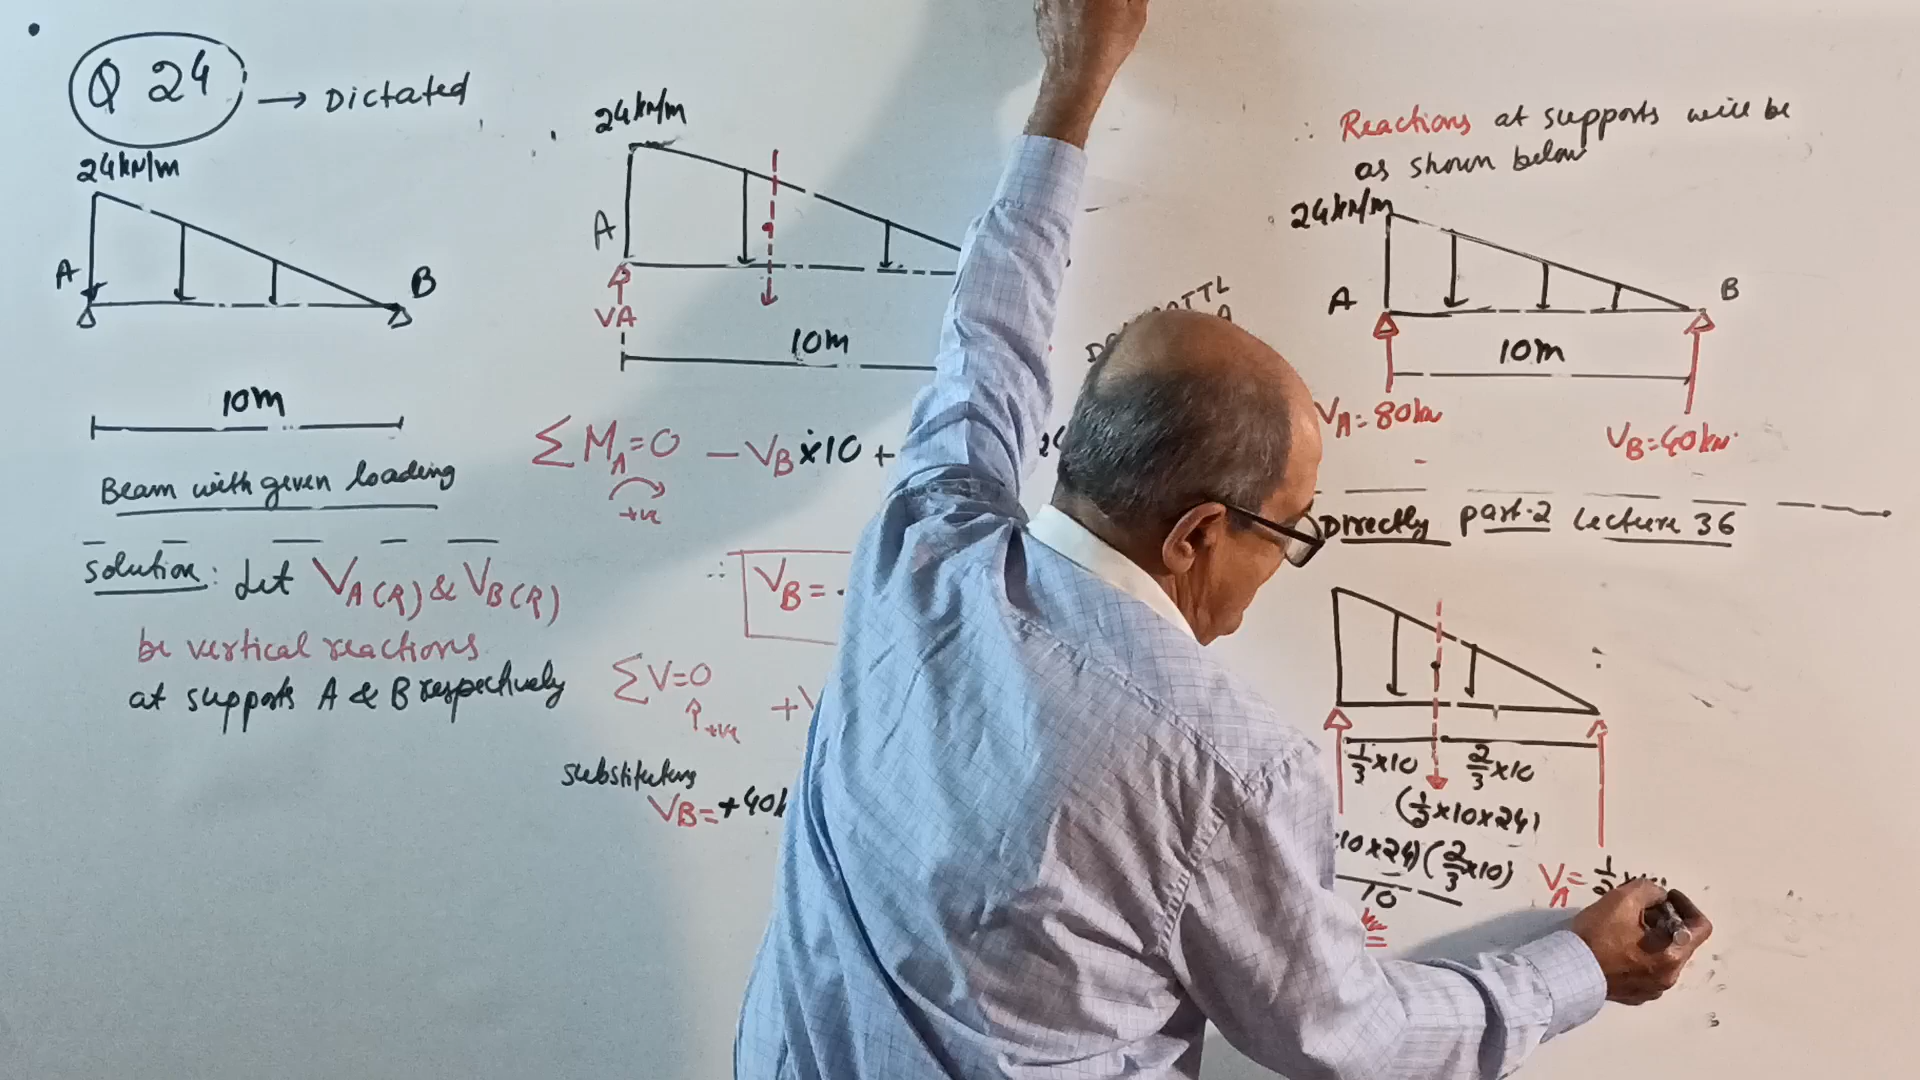 Q 24 → Dictated
24kN/m
A
B
10m
Beam with given loading
Solution: Let VA(R) & VB(R)
be vertical reactions
at supports A & B respectively
24kN/m
A
VA
10m
ΣMA=0 -VB×10+
+ve
∴ VB=
ΣV=0
+ve
substituting
VB=+40k
∴ Reactions at supports will be
as shown below
24kN/m
A
B
10m
VA=80kN
VB=40kN
Directly part-2 Lecture 36
1/3×10 2/3×10
(1/2×10×24)
10×24)(2/3×10)
10
VA=1/2